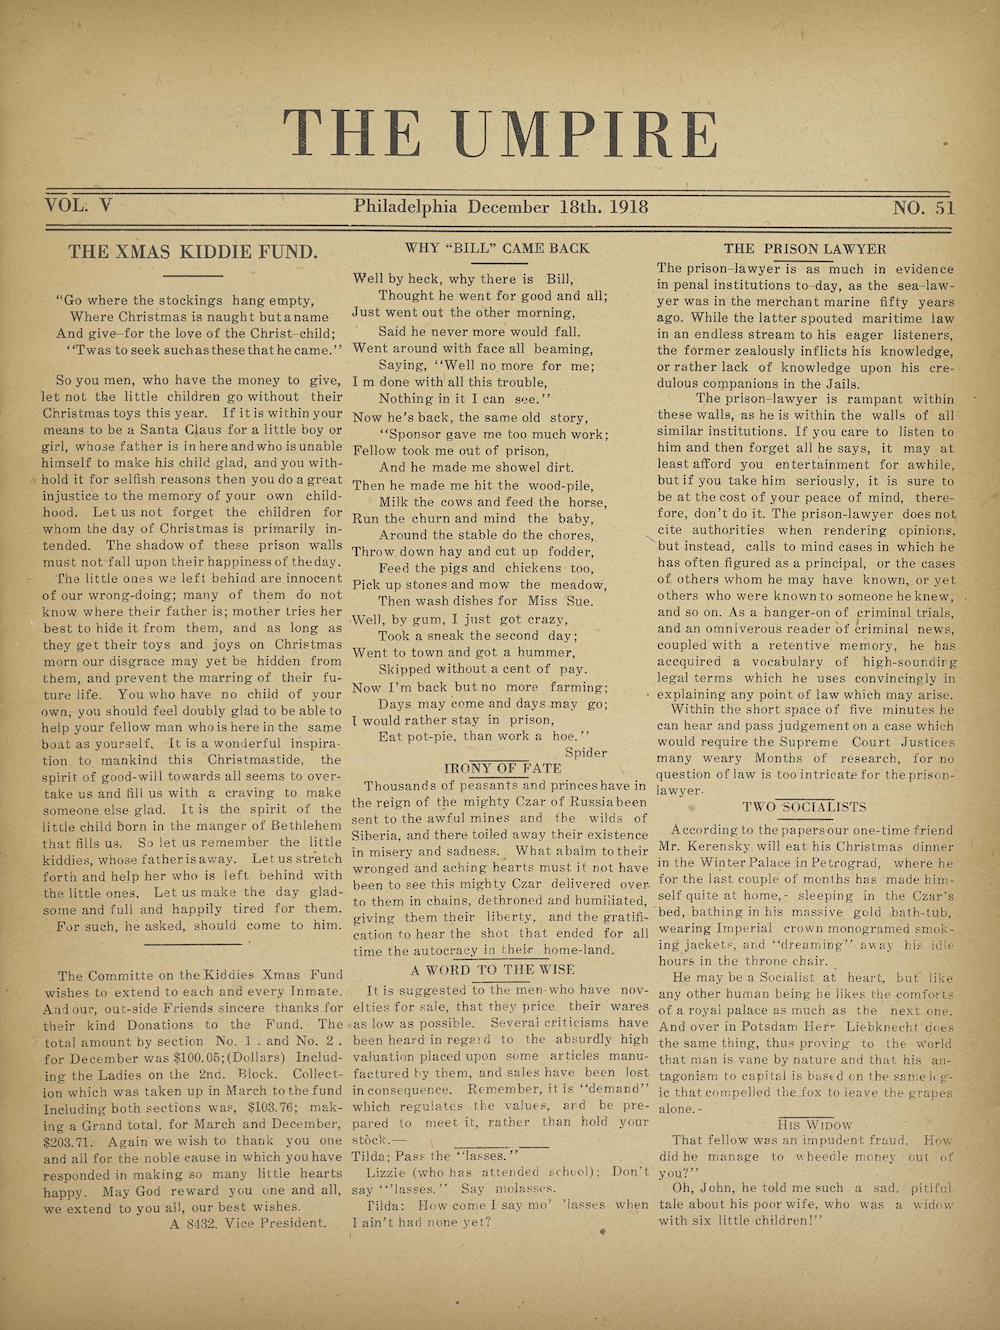 THE UMPIRE
VOL. V
Philadelphia December 18th. 1918
NO. 51
THE XMAS KIDDIE FUND.
“Go where the stockings hang empty,
Where Christmas is naught but a name
And give-for the love of the Christ-child;
‘‘Twas to seek such as these that he came.’’
So you men, who have the money to give,
let not the little children go without their
Christmas toys this year. If it is within your
means to be a Santa Claus for a little boy or
girl, whose father is in here and who is unable
himself to make his child glad, and you with-
hold it for selfish reasons then you do a great
injustice to the memory of your own child-
hood. Let us not forget the children for
whom the day of Christmas is primarily in-
tended. The shadow of these prison walls
must not fall upon their happiness of the day.
The little ones we left behind are innocent
of our wrong-doing; many of them do not
know where their father is; mother tries her
best to hide it from them, and as long as
they get their toys and joys on Christmas
morn our disgrace may yet be hidden from
them, and prevent the marring of their fu-
ture life. You who have no child of your
own, you should feel doubly glad to be able to
help your fellow man who is here in the same
boat as yourself. It is a wonderful inspira-
tion to mankind this Christmastide, the
spirit of good-will towards all seems to over-
take us and fill us with a craving to make
someone else glad. It is the spirit of the
little child born in the manger of Bethlehem
that fills us. So let us remember the little
kiddies, whose father is away. Let us stretch
forth and help her who is left behind with
the little ones. Let us make the day glad-
some and full and happily tired for them.
For such, he asked, should come to him.
The Committe on the Kiddies Xmas Fund
wishes to extend to each and every Inmate.
And our, out-side Friends sincere thanks for
their kind Donations to the Fund. The
total amount by section No. 1 . and No. 2 .
for December was $100.05; (Dollars) Includ-
ing the Ladies on the 2nd. Block. Collect-
ion which was taken up in March to the fund
Including both sections was, $103.76; mak-
ing a Grand total, for March and December,
$203.71. Again we wish to thank you one
and all for the noble cause in which you have
responded in making so many little hearts
happy. May God reward you one and all,
we extend to you all, our best wishes.
A 8432. Vice President.
WHY “BILL” CAME BACK
Well by heck, why there is Bill,
Thought he went for good and all;
Just went out the other morning,
Said he never more would fall.
Went around with face all beaming,
Saying, ‘‘Well no more for me;
I m done with all this trouble,
Nothing in it I can see.’’
Now he’s back, the same old story,
‘‘Sponsor gave me too much work;
Fellow took me out of prison,
And he made me showel dirt.
Then he made me hit the wood-pile,
Milk the cows and feed the horse,
Run the churn and mind the baby,
Around the stable do the chores,
Throw down hay and cut up fodder,
Feed the pigs and chickens too,
Pick up stones and mow the meadow,
Then wash dishes for Miss Sue.
Well, by gum, I just got crazy,
Took a sneak the second day;
Went to town and got a hummer,
Skipped without a cent of pay.
Now I’m back but no more farming;
Days may come and days may go;
I would rather stay in prison,
Eat pot-pie, than work a hoe.’’
Spider
IRONY OF FATE
Thousands of peasants and princes have in
the reign of the mighty Czar of Russia been
sent to the awful mines and the wilds of
Siberia, and there toiled away their existence
in misery and sadness. What a balm to their
wronged and aching hearts must it not have
been to see this mighty Czar delivered over
to them in chains, dethroned and humiliated,
giving them their liberty, and the gratifi-
cation to hear the shot that ended for all
time the autocracy in their home-land.
A WORD TO THE WISE
It is suggested to the men who have nov-
elties for sale, that they price their wares
as low as possible. Several criticisms have
been heard in regard to the absurdly high
valuation placed upon some articles manu-
factured by them, and sales have been lost
in consequence. Remember, it is ‘‘demand’’
which regulates the values, and be pre-
pared to meet it, rather than hold your
stock.—
Tilda; Pass the ‘‘lasses.’’
Lizzie (who has attended school); Don’t
say ‘‘’lasses.’’ Say molasses.
Tilda: How come I say mo’ ’lasses when
I ain’t had none yet?
THE PRISON LAWYER
The prison-lawyer is as much in evidence
in penal institutions to-day, as the sea-law-
yer was in the merchant marine fifty years
ago. While the latter spouted maritime law
in an endless stream to his eager listeners,
the former zealously inflicts his knowledge,
or rather lack of knowledge upon his cre-
dulous companions in the Jails.
The prison-lawyer is rampant within
these walls, as he is within the walls of all
similar institutions. If you care to listen to
him and then forget all he says, it may at
least afford you entertainment for awhile,
but if you take him seriously, it is sure to
be at the cost of your peace of mind, there-
fore, don’t do it. The prison-lawyer does not
cite authorities when rendering opinions,
but instead, calls to mind cases in which he
has often figured as a principal, or the cases
of others whom he may have known, or yet
others who were known to someone he knew,
and so on. As a hanger-on of criminal trials,
and an omniverous reader of criminal news,
coupled with a retentive memory, he has
accquired a vocabulary of high-sounding
legal terms which he uses convincingly in
explaining any point of law which may arise.
Within the short space of five minutes he
can hear and pass judgement on a case which
would require the Supreme Court Justices
many weary Months of research, for no
question of law is too intricate for the prison-
lawyer.
TWO SOCIALISTS
According to the papers our one-time friend
Mr. Kerensky will eat his Christmas dinner
in the Winter Palace in Petrograd, where he
for the last couple of months has made him-
self quite at home,- sleeping in the Czar’s
bed, bathing in his massive gold bath-tub,
wearing Imperial crown monogramed smok-
ing jackets, and ‘‘dreaming’’ away his idle
hours in the throne chair.
He may be a Socialist at heart, but like
any other human being he likes the comforts
of a royal palace as much as the next one.
And over in Potsdam Herr Liebknecht does
the same thing, thus proving to the world
that man is vane by nature and that his an-
tagonism to capital is based on the same log-
ic that compelled the fox to leave the grapes
alone.-
HIS WIDOW
That fellow was an impudent fraud. How
did he manage to wheedle money out of
you?’’
Oh, John, he told me such a sad, pitiful
tale about his poor wife, who was a widow
with six little children!’’